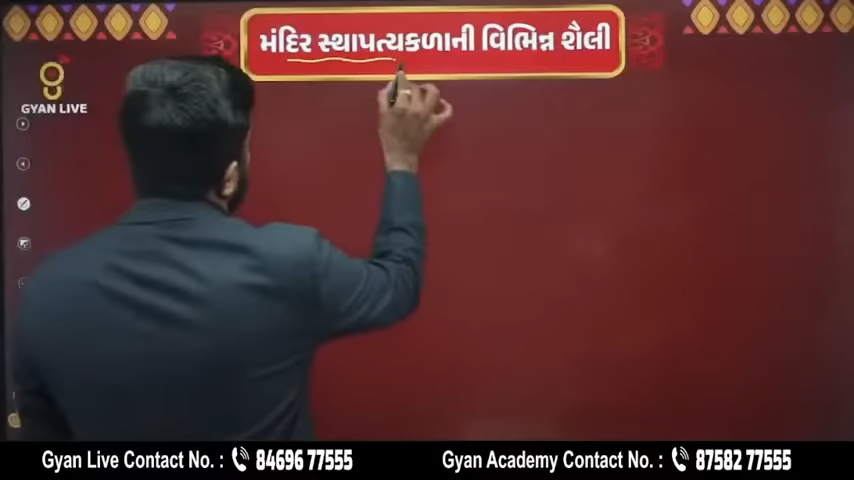 મંદિર સ્થાપત્યકળાની વિભિન્ન શૈલી
GYAN LIVE
Gyan Live Contact No. : 84696 77555
Gyan Academy Contact No. : 87582 77555